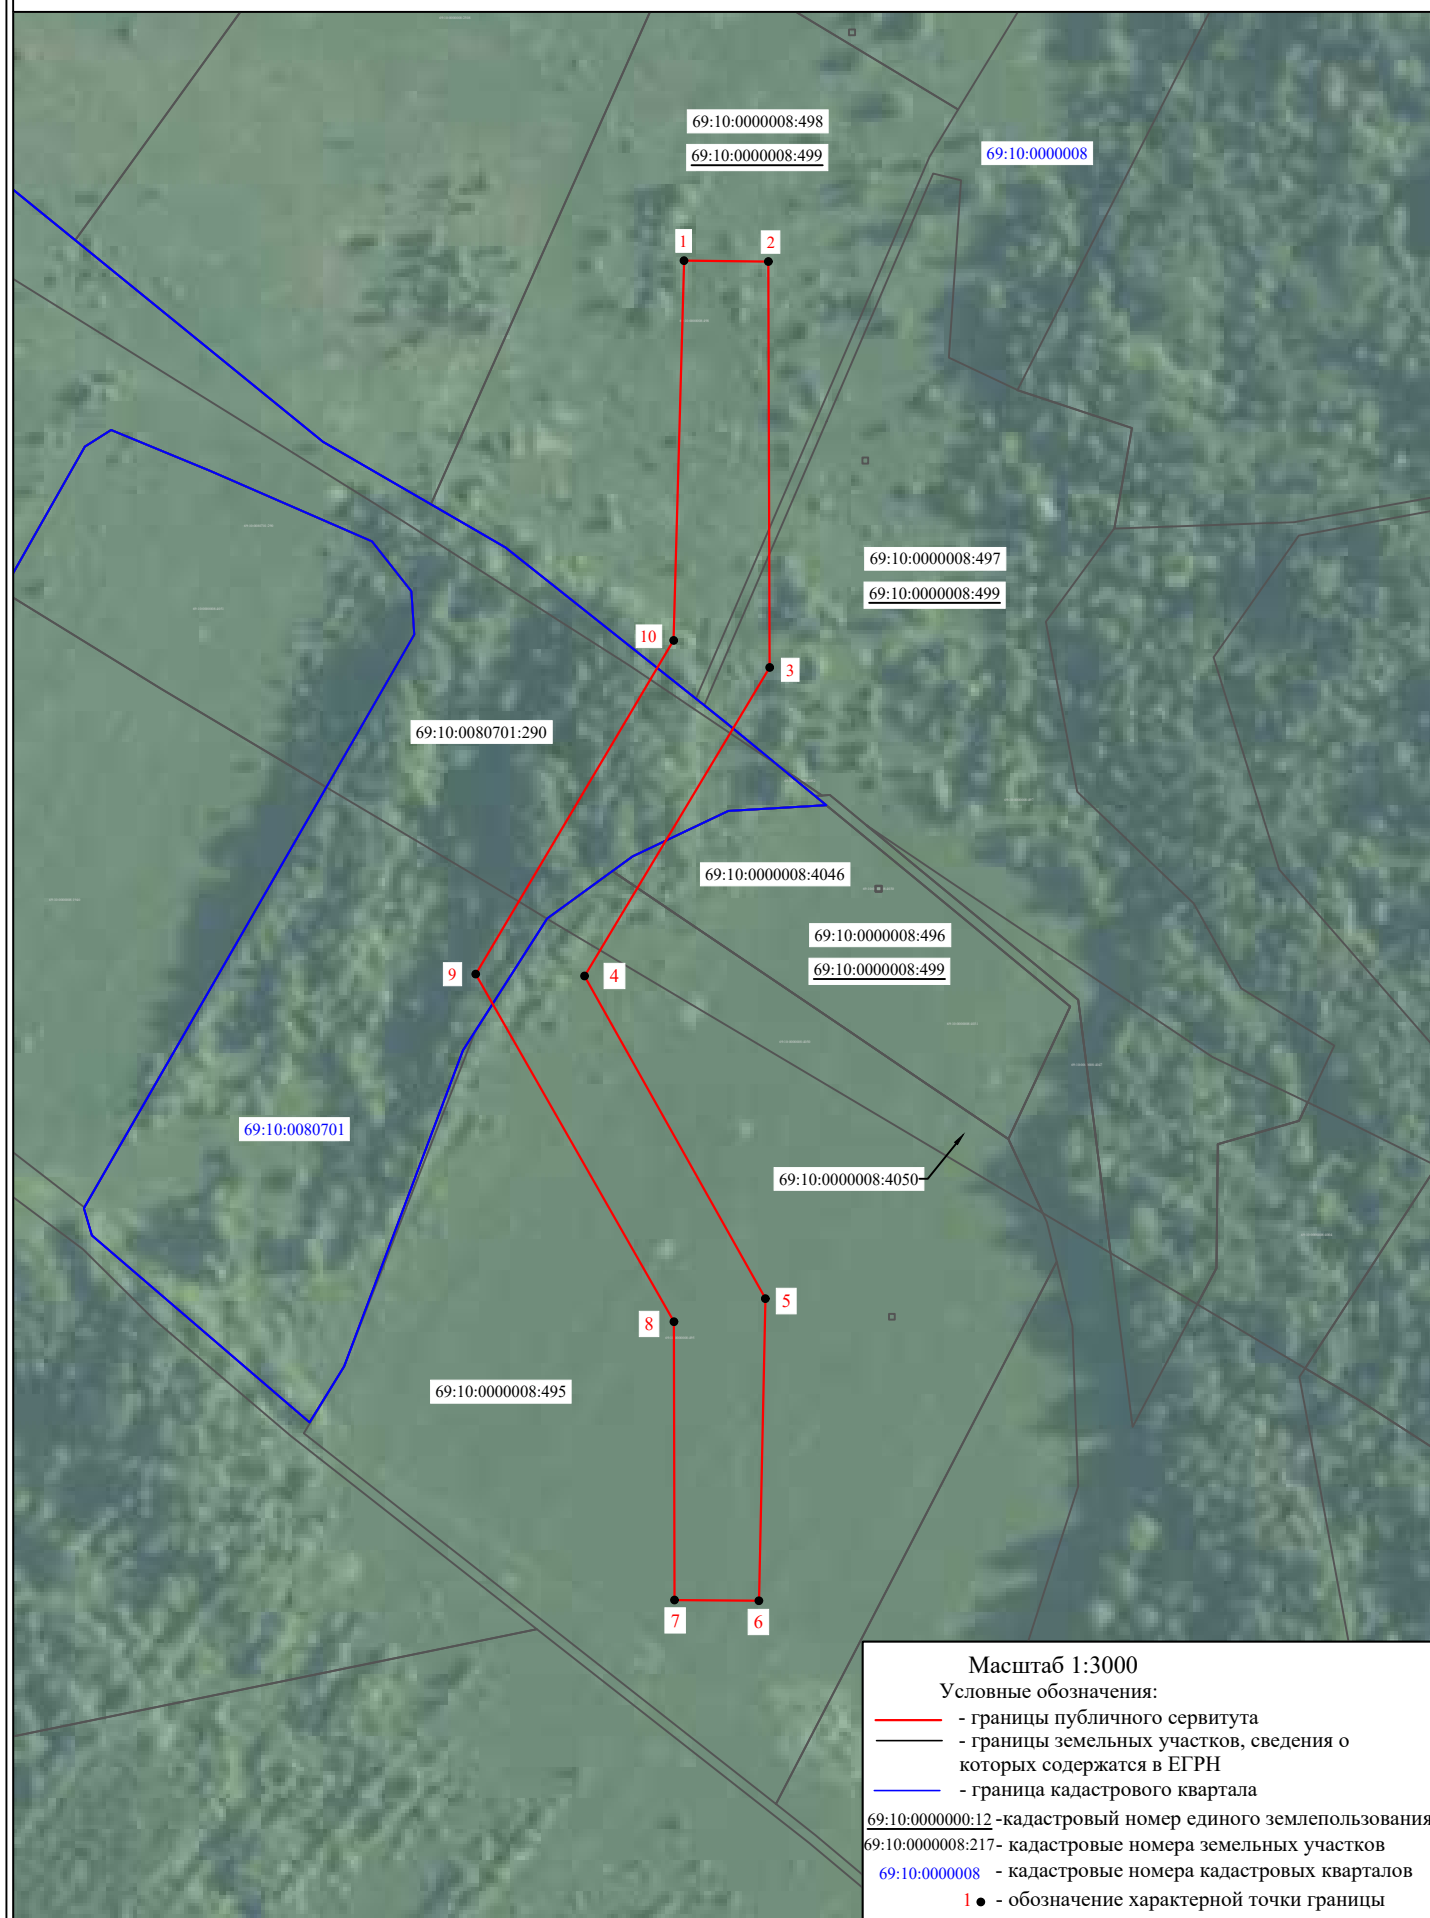 69:10:0000008:498
69:10:0000008:499
69:10:0000008
1
2
69:10:0000008:497
69:10:0000008:499
10
3
69:10:0080701:290
69:10:0000008:4046
69:10:0000008:496
69:10:0000008:499
9
4
69:10:0080701
69:10:0000008:4050
5
8
69:10:0000008:495
7
6
Масштаб 1:3000
Условные обозначения:
- границы публичного сервитута
- границы земельных участков, сведения о
которых содержатся в ЕГРН
- граница кадастрового квартала
69:10:0000000:12 -кадастровый номер единого землепользования
69:10:0000008:217- кадастровые номера земельных участков
69:10:0000008 - кадастровые номера кадастровых кварталов
1 ● - обозначение характерной точки границы